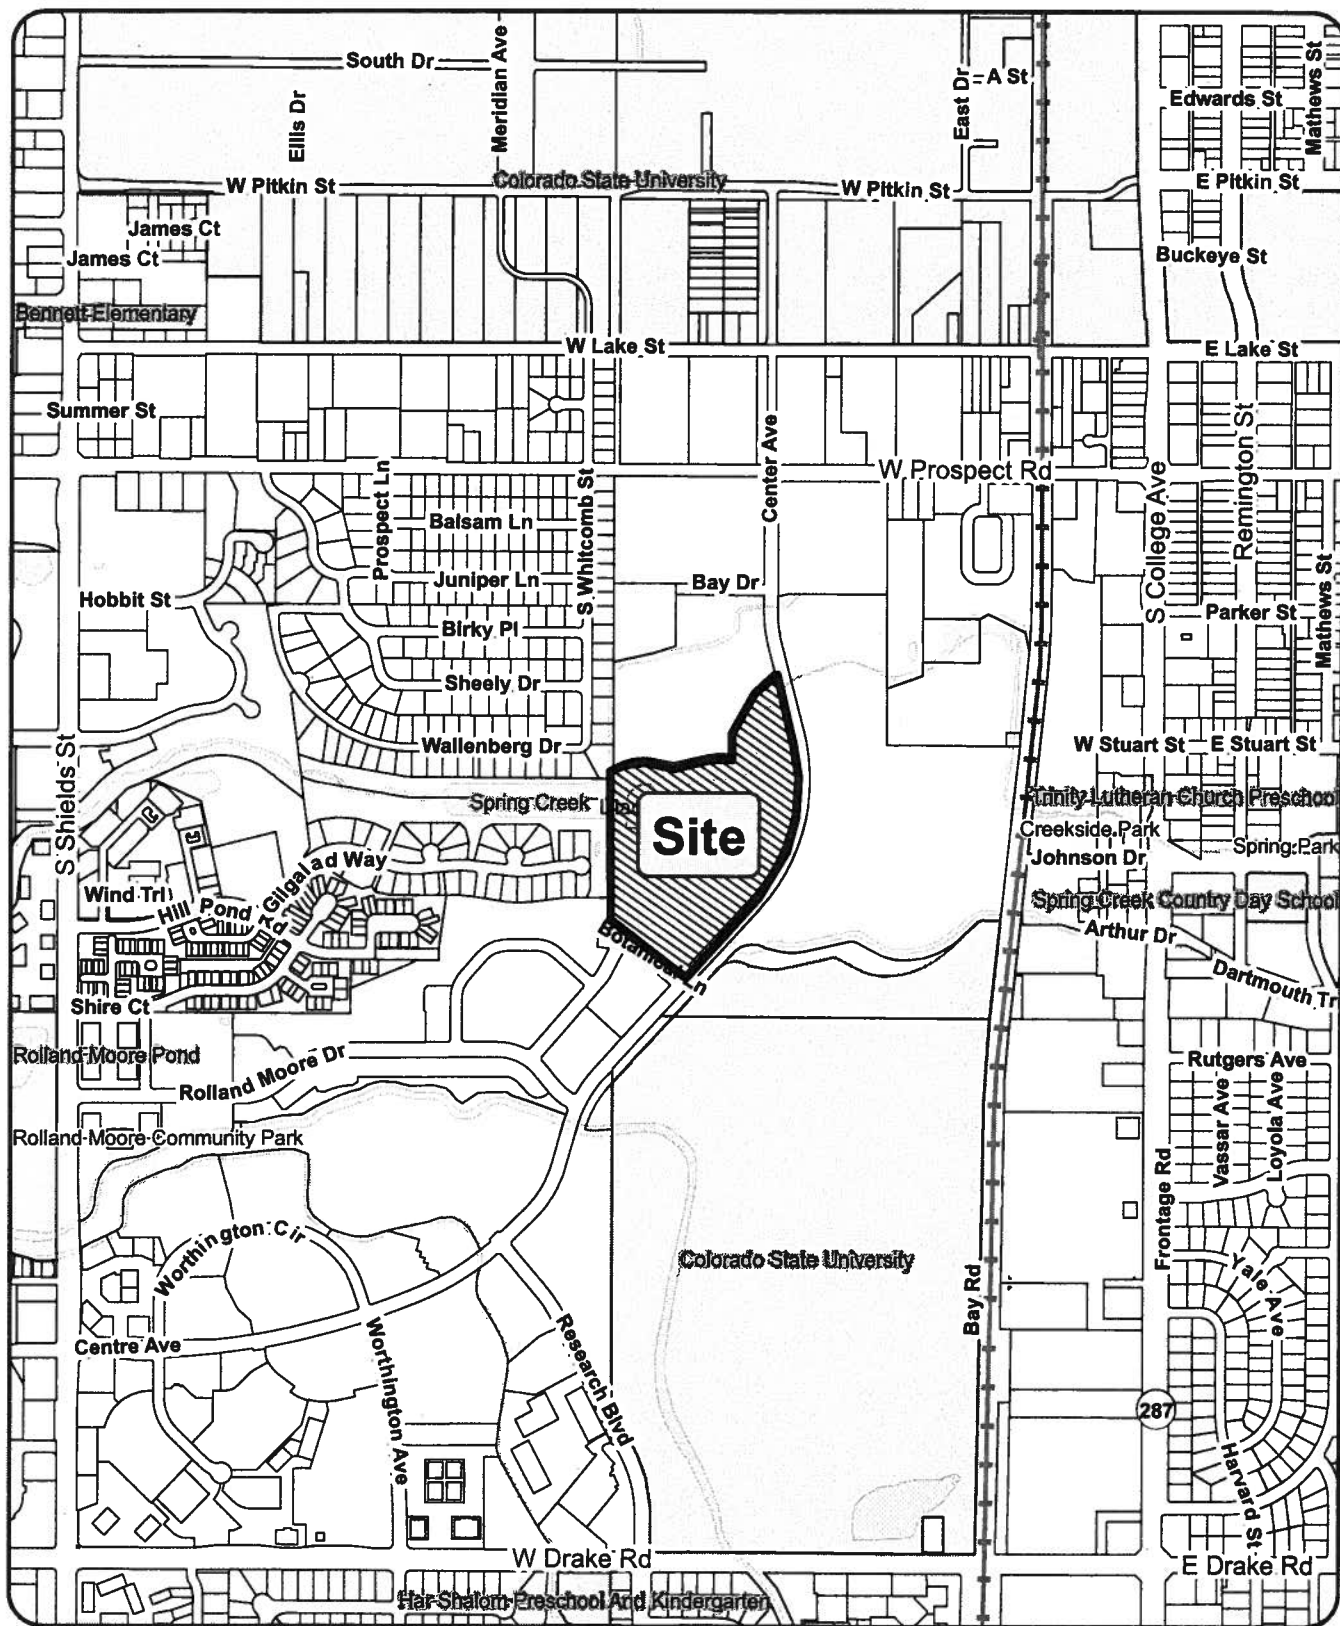 South Dr
Meridian Ave
Ellis Dr
East Dr
A St
Edwards St
Mathews St
W Pitkin St
Colorado State University
W Pitkin St
E Pitkin St
James Ct
James Ct
Buckeye St
Bennett Elementary
W Lake St
E Lake St
Summer St
Center Ave
Remington St
W Prospect Rd
Prospect Ln
S Whitcomb St
S College Ave
Balsam Ln
Juniper Ln
Bay Dr
Hobbit St
Birky Pl
Parker St
Mathews St
Sheely Dr
Wallenberg Dr
W Stuart St
E Stuart St
S Shields St
Spring Creek
Site
Trinity Lutheran Church Preschool
Creekside Park
Spring Park
Johnson Dr
Gilgalad Way
Wind Trl
Hill Pond Rd
Spring Creek Country Day School
Arthur Dr
Botanical Ln
Dartmouth Tr
Shire Ct
Rolland Moore Pond
Rolland Moore Dr
Rutgers Ave
Vassar Ave
Loyola Ave
Rolland Moore Community Park
Frontage Rd
Worthington Cir
Colorado State University
Yale Ave
Bay Rd
Centre Ave
Worthington Ave
Research Blvd
287
Harvard St
W Drake Rd
E Drake Rd
Har Shalom Preschool And Kindergarten